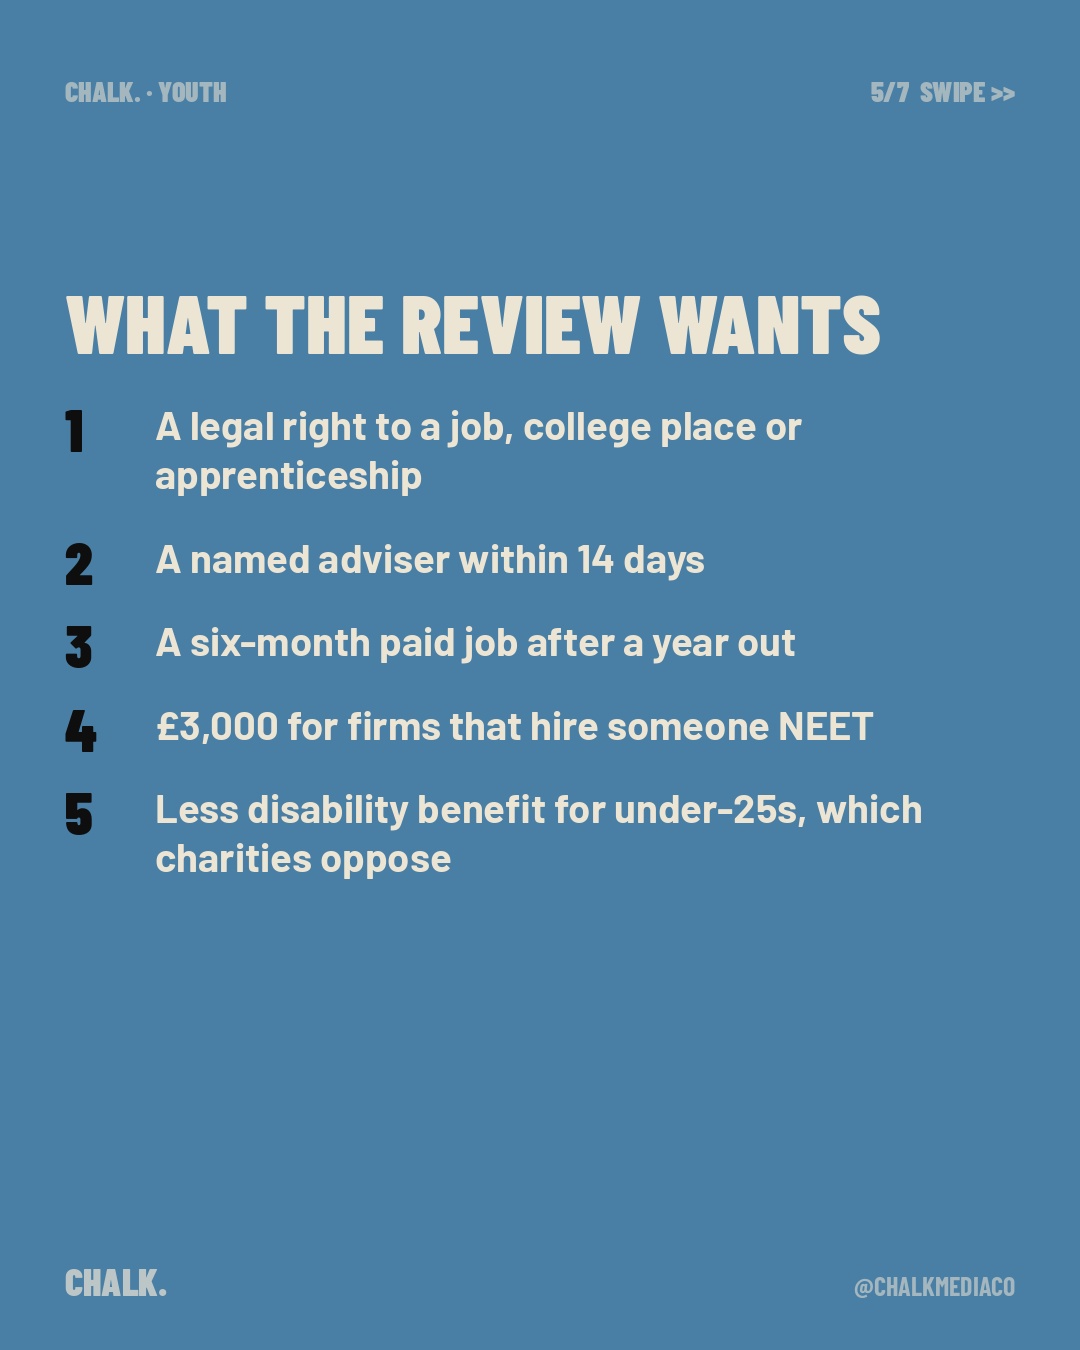 CHALK. · YOUTH
5/7 SWIPE >>
WHAT THE REVIEW WANTS
1 A legal right to a job, college place or
apprenticeship
2 A named adviser within 14 days
3 A six-month paid job after a year out
4 £3,000 for firms that hire someone NEET
5 Less disability benefit for under-25s, which
charities oppose
CHALK.
@CHALKMEDIACO